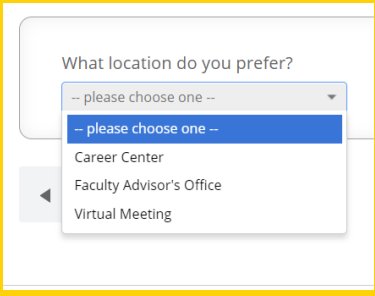 What location do you prefer?
-- please choose one --
-- please choose one --
Career Center
Faculty Advisor's Office
Virtual Meeting